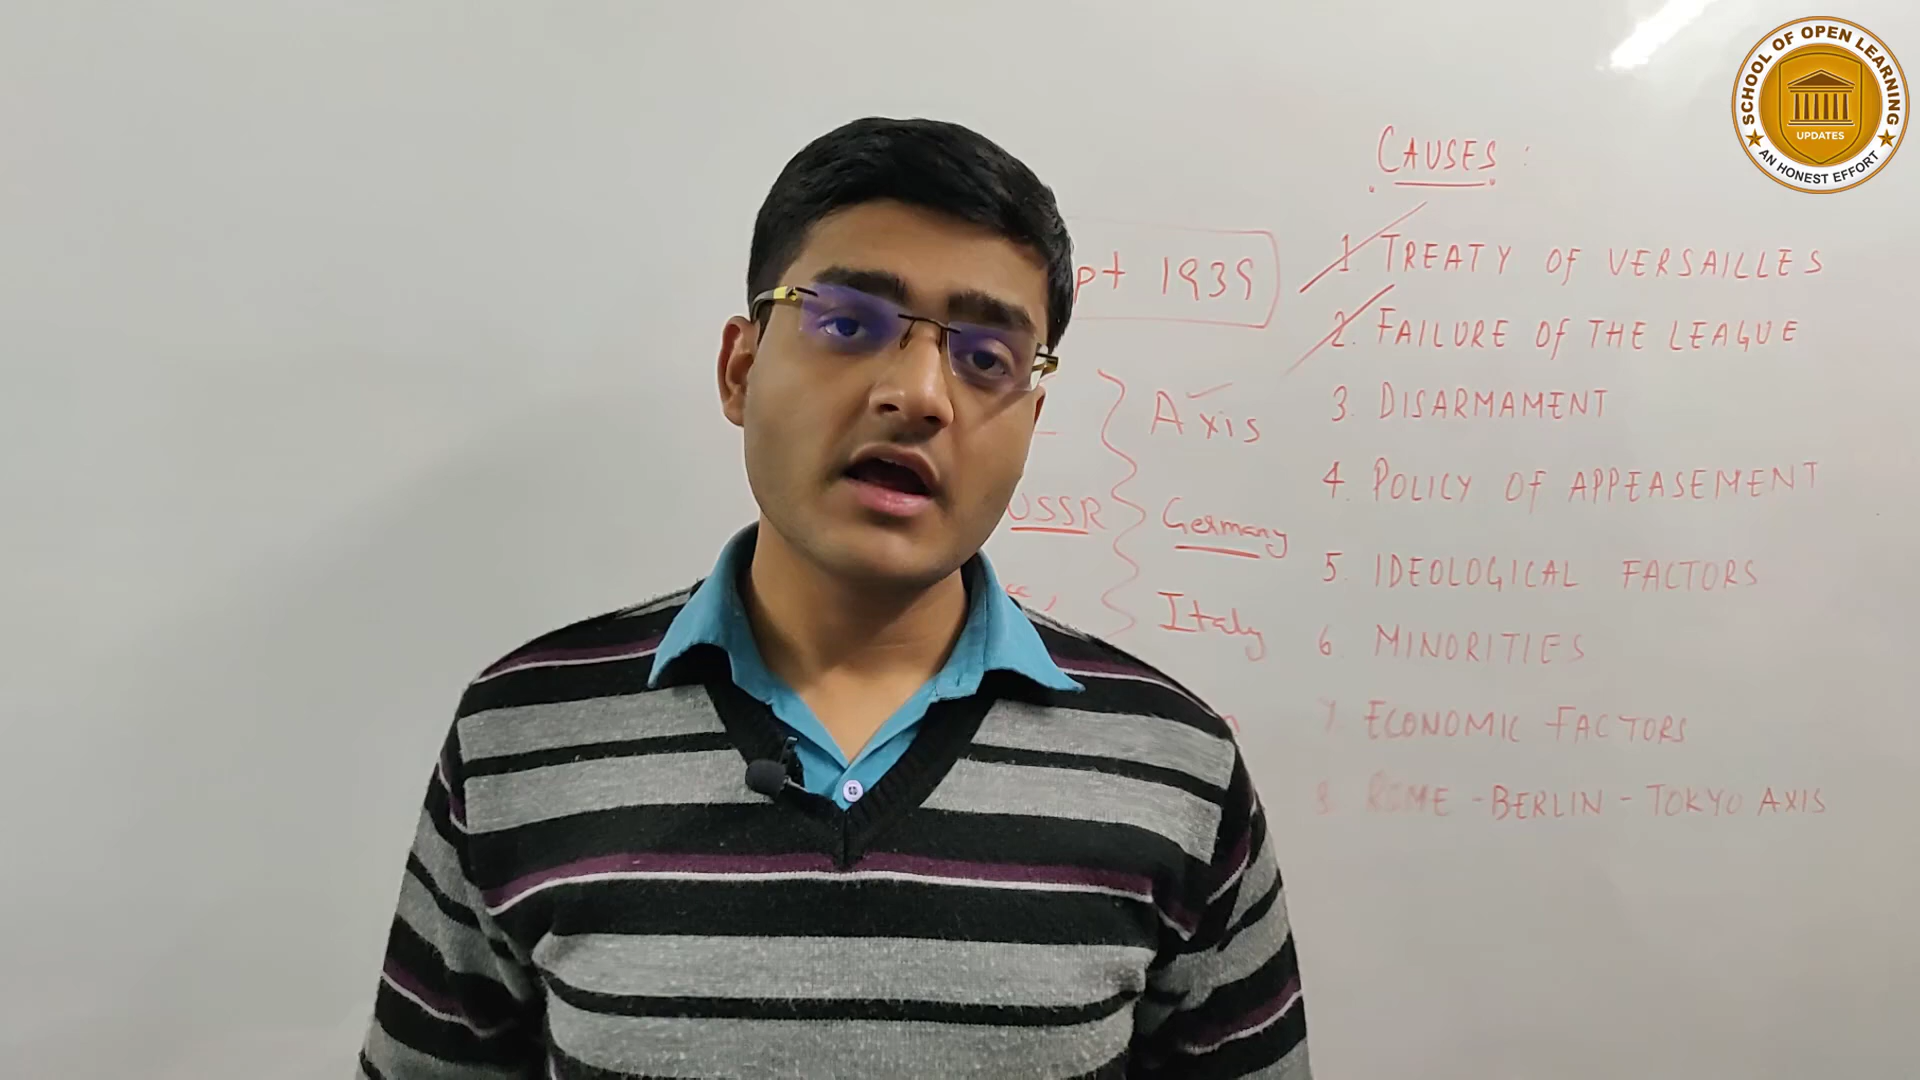 CAUSES :
pt 1939
1. TREATY OF VERSAILLES
2. FAILURE OF THE LEAGUE
Axis
3. DISARMAMENT
4. POLICY OF APPEASEMENT
USSR
Germany
5. IDEOLOGICAL FACTORS
Italy
6 MINORITIES
7. ECONOMIC FACTORS
8 ROME - BERLIN - TOKYO AXIS
SCHOOL OF OPEN LEARNING
UPDATES
AN HONEST EFFORT